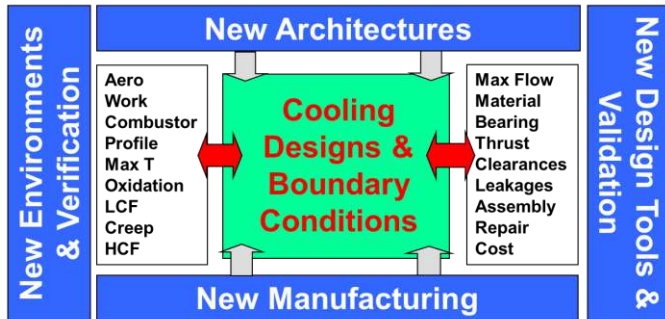 New Architectures
New Environments
& Verification
Aero
Work
Combustor
Profile
Max T
Oxidation
LCF
Creep
HCF
Cooling
Designs &
Boundary
Conditions
Max Flow
Material
Bearing
Thrust
Clearances
Leakages
Assembly
Repair
Cost
New Design Tools &
Validation
New Manufacturing